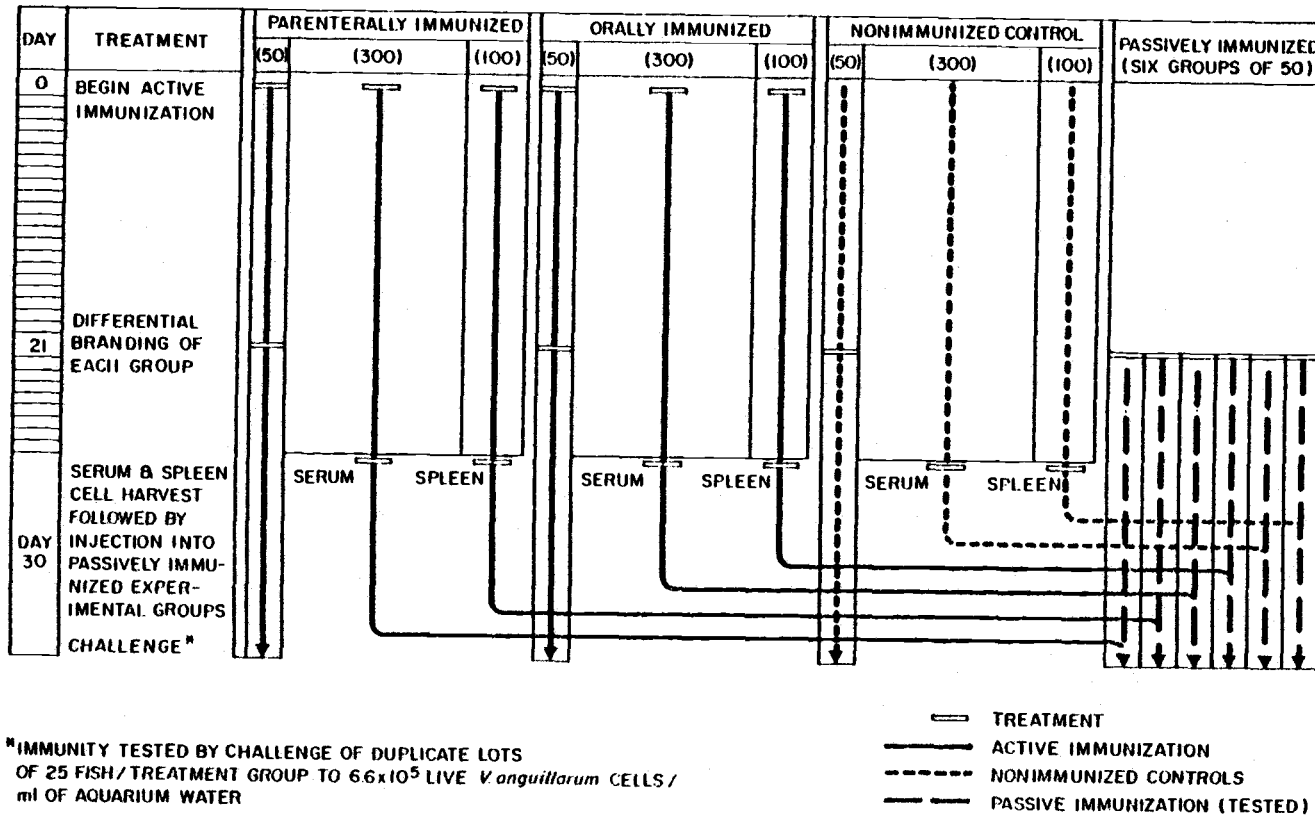 DAY
TREATMENT
PARENTERALLY IMMUNIZED
ORALLY IMMUNIZED
NONIMMUNIZED CONTROL
PASSIVELY IMMUNIZED
(SIX GROUPS OF 50)
(50) (300) (100) (50) (300) (100) (50) (300) (100)
0
BEGIN ACTIVE
IMMUNIZATION
21
DIFFERENTIAL
BRANDING OF
EACH GROUP
SERUM SPLEEN SERUM SPLEEN SERUM SPLEEN
DAY
30
SERUM & SPLEEN
CELL HARVEST
FOLLOWED BY
INJECTION INTO
PASSIVELY IMMU-
NIZED EXPER-
IMENTAL GROUPS
CHALLENGE*
*IMMUNITY TESTED BY CHALLENGE OF DUPLICATE LOTS
OF 25 FISH/TREATMENT GROUP TO 6.6x10⁵ LIVE V. anguillarum CELLS/
ml OF AQUARIUM WATER
TREATMENT
ACTIVE IMMUNIZATION
NONIMMUNIZED CONTROLS
PASSIVE IMMUNIZATION (TESTED)